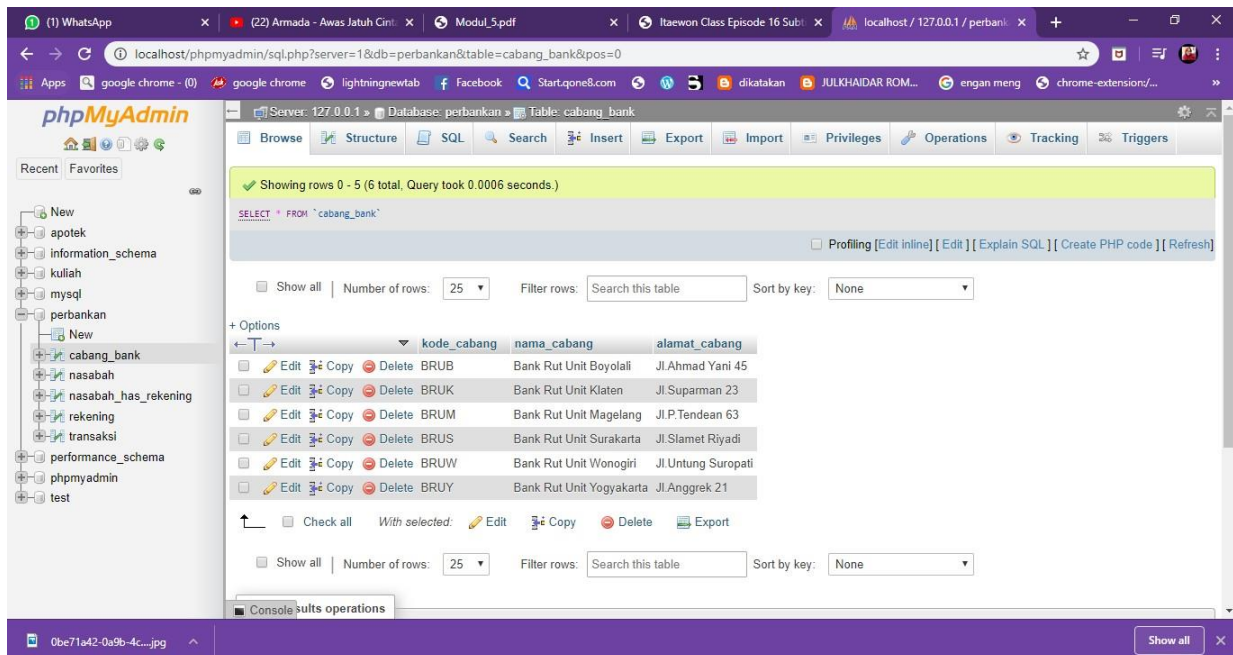 (1) WhatsApp
(22) Armada - Awas Jatuh Cint
Modul_5.pdf
Itaewon Class Episode 16 Subt
localhost / 127.0.0.1 / perbank
localhost/phpmyadmin/sql.php?server=1&db=perbankan&table=cabang_bank&pos=0
Apps google chrome - (0) google chrome lightningnewtab Facebook Start.qone8.com dikatakan JULKHAIDAR ROM... engan meng chrome-extension:/... »
phpMyAdmin
Recent Favorites
New
apotek
information_schema
kuliah
mysql
perbankan
New
cabang_bank
nasabah
nasabah_has_rekening
rekening
transaksi
performance_schema
phpmyadmin
test
Server: 127.0.0.1 » Database: perbankan » Table: cabang_bank
Browse Structure SQL Search Insert Export Import Privileges Operations Tracking Triggers
Showing rows 0 - 5 (6 total, Query took 0.0006 seconds.)
SELECT * FROM `cabang_bank`
Profiling [Edit inline] [ Edit ] [ Explain SQL ] [ Create PHP code ] [ Refresh]
Show all | Number of rows: 25 Filter rows: Search this table Sort by key: None
+ Options
←T→ kode_cabang nama_cabang alamat_cabang
Edit Copy Delete BRUB Bank Rut Unit Boyolali Jl.Ahmad Yani 45
Edit Copy Delete BRUK Bank Rut Unit Klaten Jl.Suparman 23
Edit Copy Delete BRUM Bank Rut Unit Magelang Jl.P.Tendean 63
Edit Copy Delete BRUS Bank Rut Unit Surakarta Jl.Slamet Riyadi
Edit Copy Delete BRUW Bank Rut Unit Wonogiri Jl.Untung Suropati
Edit Copy Delete BRUY Bank Rut Unit Yogyakarta Jl.Anggrek 21
Check all With selected: Edit Copy Delete Export
Show all | Number of rows: 25 Filter rows: Search this table Sort by key: None
Console sults operations
0be71a42-0a9b-4c....jpg
Show all